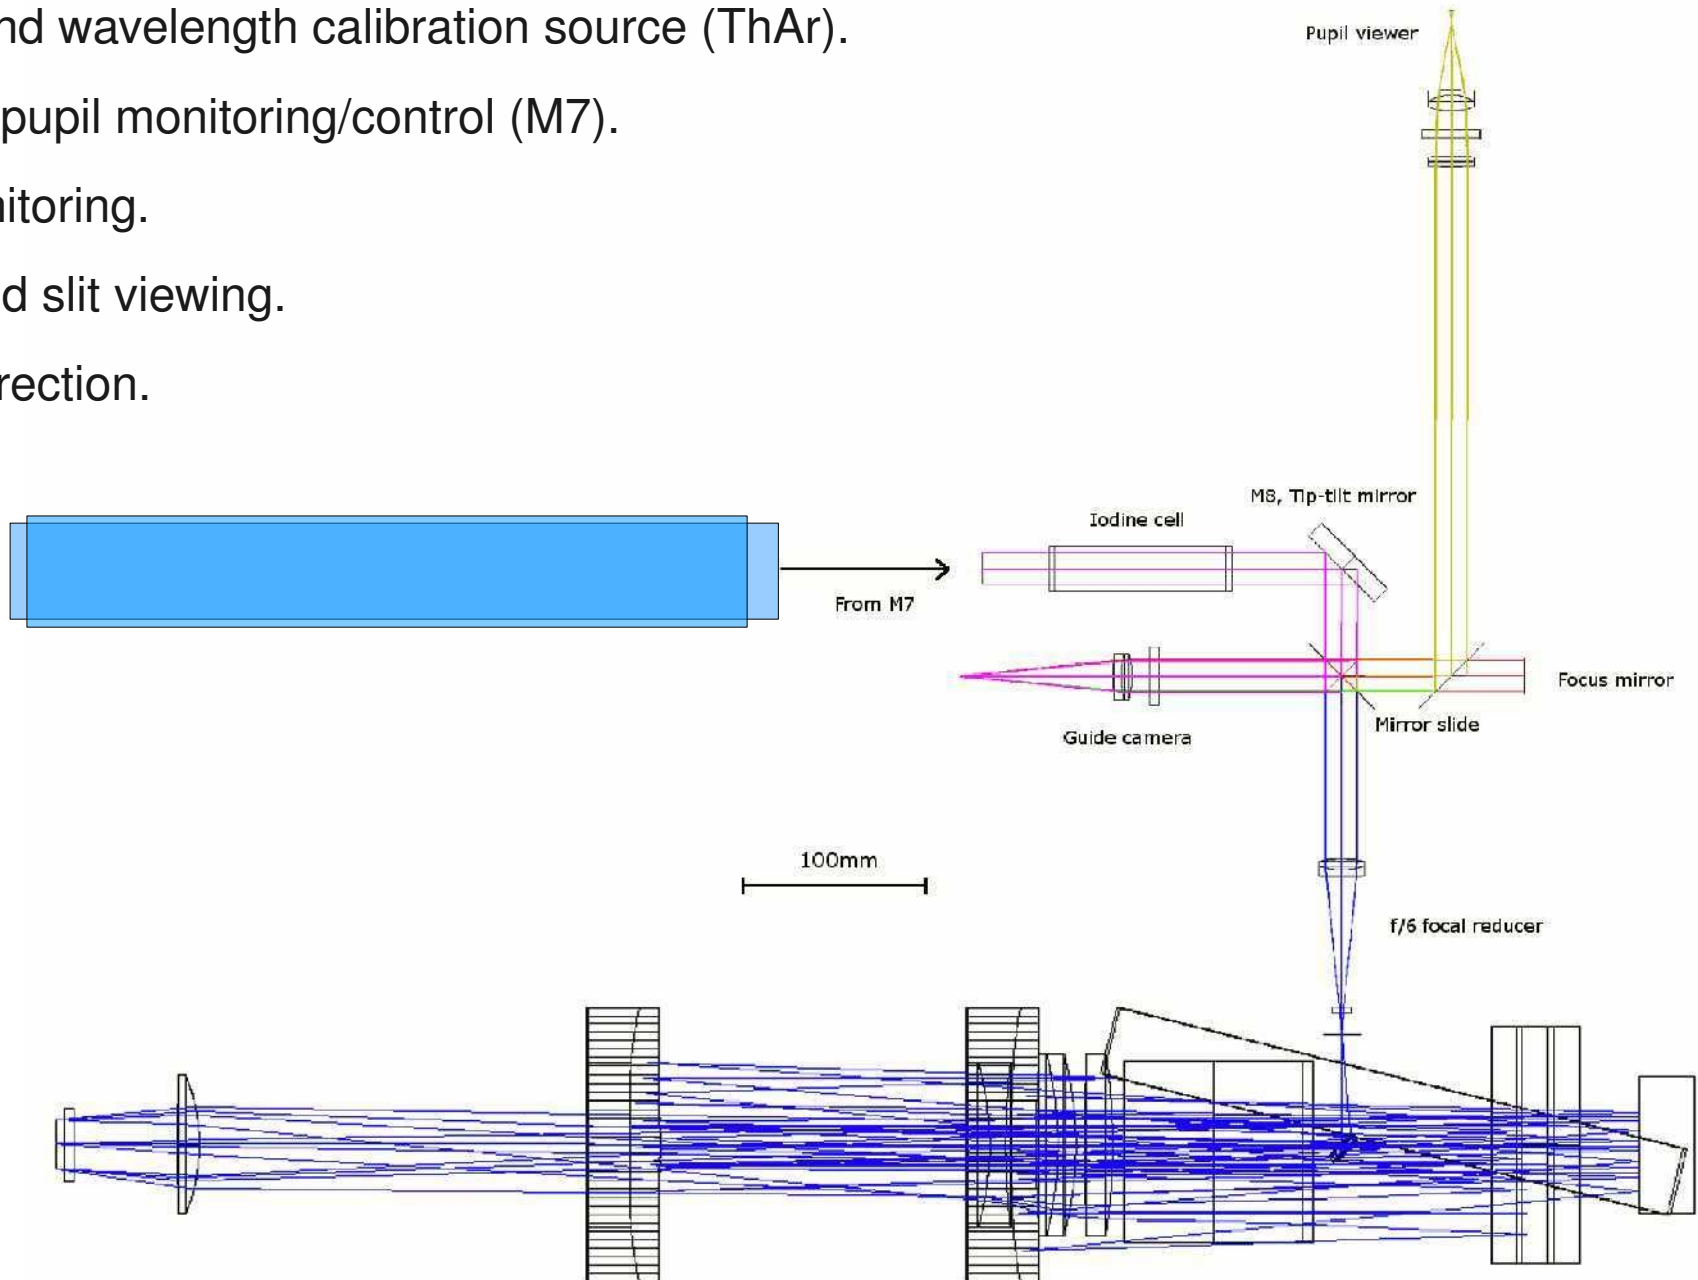 nd wavelength calibration source (ThAr).
pupil monitoring/control (M7).
itoring.
d slit viewing.
rection.
Pupil viewer
M8, Tip-tilt mirror
Iodine cell
From M7
Focus mirror
Mirror slide
Guide camera
100mm
f/6 focal reducer